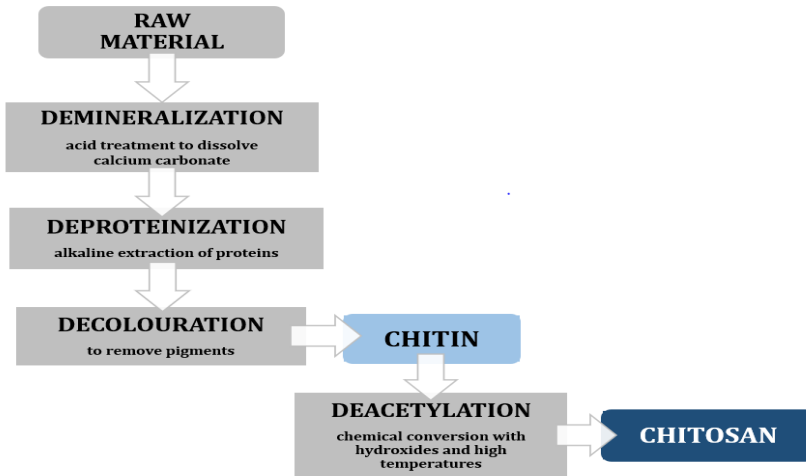 RAW
MATERIAL
DEMINERALIZATION
acid treatment to dissolve
calcium carbonate
DEPROTEINIZATION
alkaline extraction of proteins
DECOLOURATION
to remove pigments
CHITIN
DEACETYLATION
chemical conversion with
hydroxides and high
temperatures
CHITOSAN